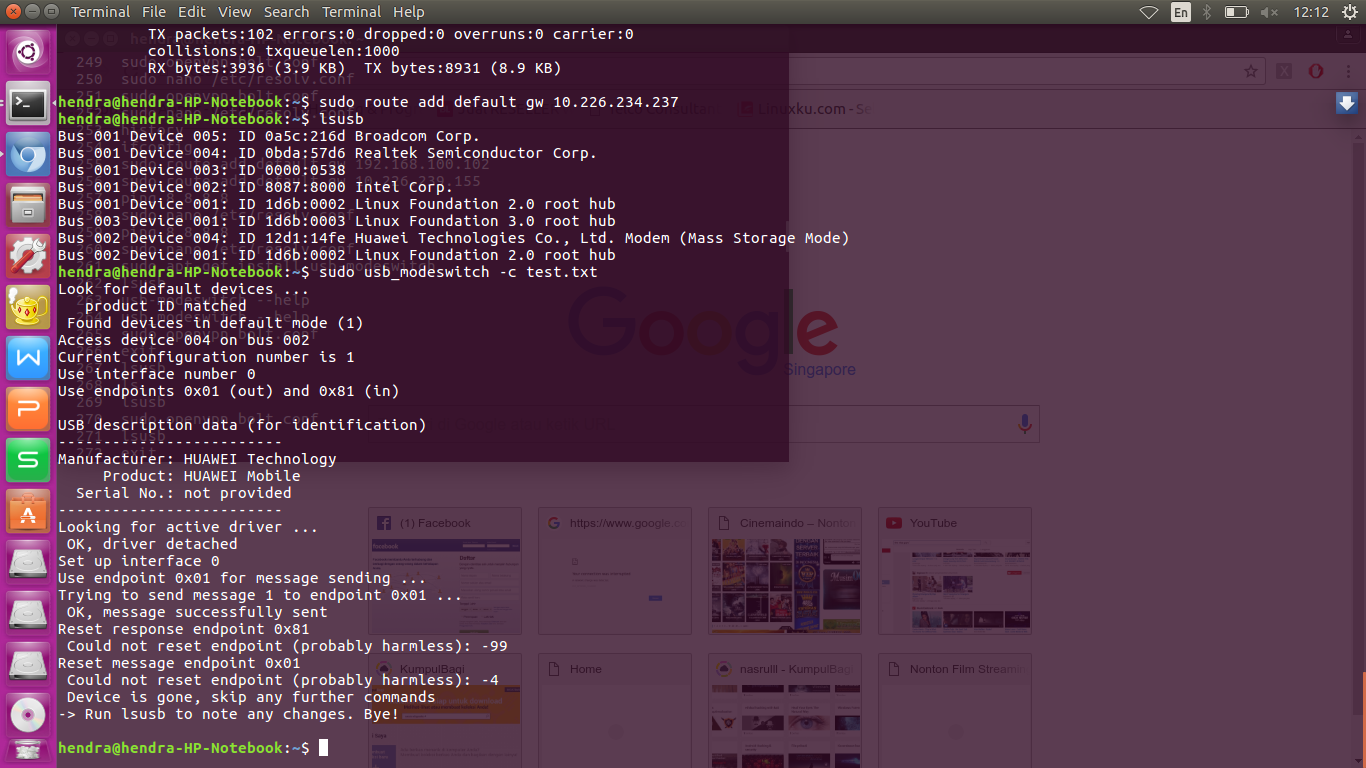 Terminal File Edit View Search Terminal Help
En
12:12
TX packets:102 errors:0 dropped:0 overruns:0 carrier:0
collisions:0 txqueuelen:1000
RX bytes:3936 (3.9 KB)  TX bytes:8931 (8.9 KB)
hendra@hendra-HP-Notebook:~$ sudo route add default gw 10.226.234.237
hendra@hendra-HP-Notebook:~$ lsusb
Bus 001 Device 005: ID 0a5c:216d Broadcom Corp.
Bus 001 Device 004: ID 0bda:57d6 Realtek Semiconductor Corp.
Bus 001 Device 003: ID 0000:0538
Bus 001 Device 002: ID 8087:8000 Intel Corp.
Bus 001 Device 001: ID 1d6b:0002 Linux Foundation 2.0 root hub
Bus 003 Device 001: ID 1d6b:0003 Linux Foundation 3.0 root hub
Bus 002 Device 004: ID 12d1:14fe Huawei Technologies Co., Ltd. Modem (Mass Storage Mode)
Bus 002 Device 001: ID 1d6b:0002 Linux Foundation 2.0 root hub
hendra@hendra-HP-Notebook:~$ sudo usb_modeswitch -c test.txt
Look for default devices ...
product ID matched
Found devices in default mode (1)
Access device 004 on bus 002
Current configuration number is 1
Use interface number 0
Use endpoints 0x01 (out) and 0x81 (in)
USB description data (for identification)
-------------------------
Manufacturer: HUAWEI Technology
Product: HUAWEI Mobile
Serial No.: not provided
-------------------------
Looking for active driver ...
OK, driver detached
Set up interface 0
Use endpoint 0x01 for message sending ...
Trying to send message 1 to endpoint 0x01 ...
OK, message successfully sent
Reset response endpoint 0x81
Could not reset endpoint (probably harmless): -99
Reset message endpoint 0x01
Could not reset endpoint (probably harmless): -4
Device is gone, skip any further commands
-> Run lsusb to note any changes. Bye!
hendra@hendra-HP-Notebook:~$
249 sudo openvpn bolt.conf
250 sudo nano /etc/resolv.conf
Linuxku.com - Se
Google
Singapore
(1) Facebook
https://www.google.co
Cinemaindo – Nonton
YouTube
KumpulBagi
Home
nasrulll - KumpulBagi
Nonton Film Streamin